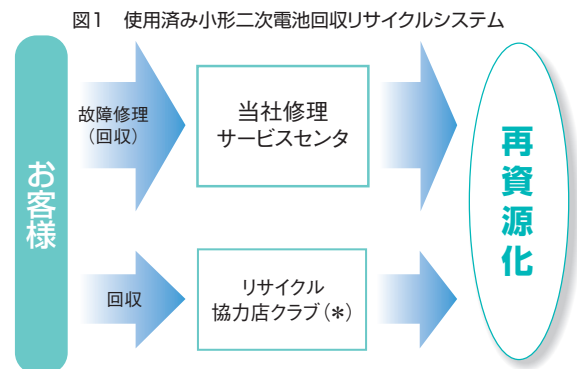 図1 使用済み小形二次電池回収リサイクルシステム
お客様
故障修理
(回収)
当社修理
サービスセンタ
回収
リサイクル
協力店クラブ(*)
再資源化